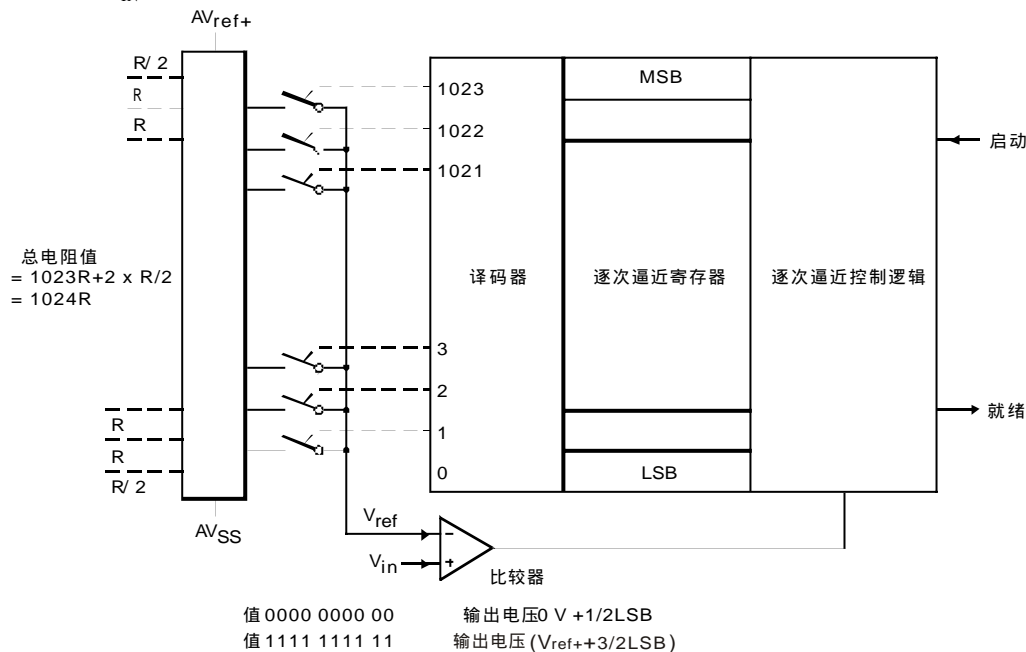 AVref+
R/ 2
R
R
总电阻值
= 1023R+2 x R/2
= 1024R
R
R
R/ 2
AVSS
1023
1022
1021
3
2
1
0
译码器
MSB
逐次逼近寄存器
LSB
逐次逼近控制逻辑
启动
就绪
Vref
Vin
-
+
比较器
值 0000 0000 00 输出电压0 V +1/2LSB
值 1111 1111 11 输出电压 (Vref++3/2LSB)